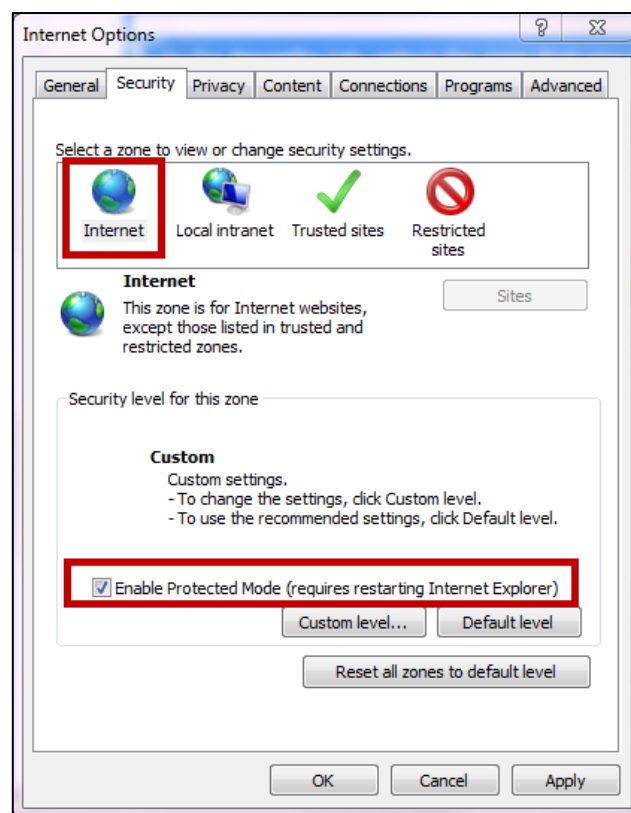 Internet Options
General Security Privacy Content Connections Programs Advanced
Select a zone to view or change security settings.
Internet Local intranet Trusted sites Restricted sites
Internet
This zone is for Internet websites,
except those listed in trusted and
restricted zones.
Sites
Security level for this zone
Custom
Custom settings.
- To change the settings, click Custom level.
- To use the recommended settings, click Default level.
Enable Protected Mode (requires restarting Internet Explorer)
Custom level... Default level
Reset all zones to default level
OK Cancel Apply